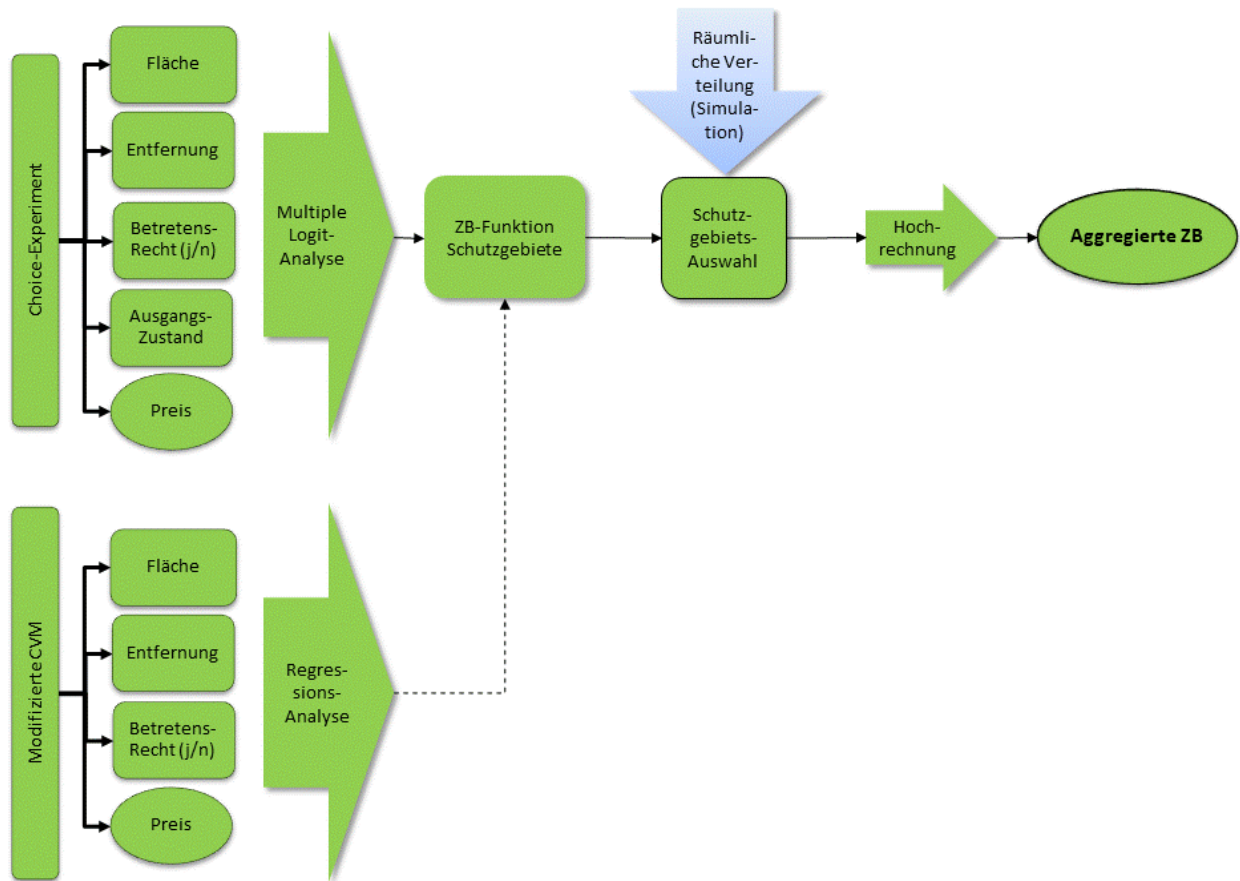 Choice-Experiment
Fläche
Entfernung
Betretens-
Recht (j/n)
Ausgangs-
Zustand
Preis
Multiple
Logit-
Analyse
ZB-Funktion
Schutzgebiete
Räumli-
che Ver-
teilung
(Simula-
tion)
Schutz-
gebiets-
Auswahl
Hoch-
rechnung
Aggregierte ZB
Modifizierte CVM
Fläche
Entfernung
Betretens-
Recht (j/n)
Preis
Regres-
sions-
Analyse